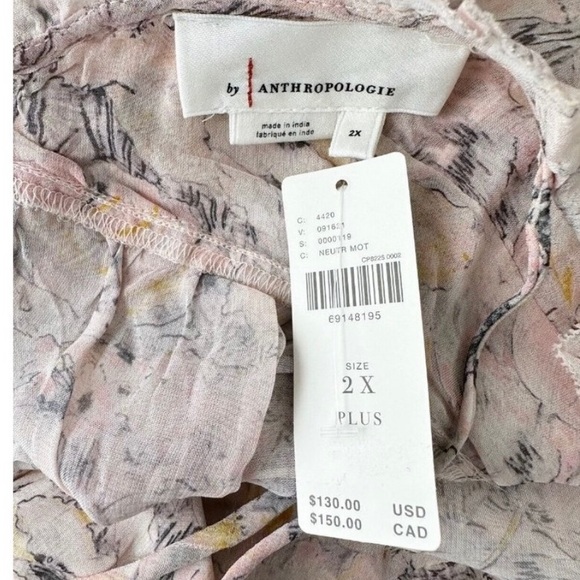 by ANTHROPOLOGIE
made in india
fabriqué en inde
2X
C: 4420
V: 091631
S: 0000119
C: NEUTR MOT
69148195
SIZE
2 X
PLUS
$130.00 USD
$150.00 CAD